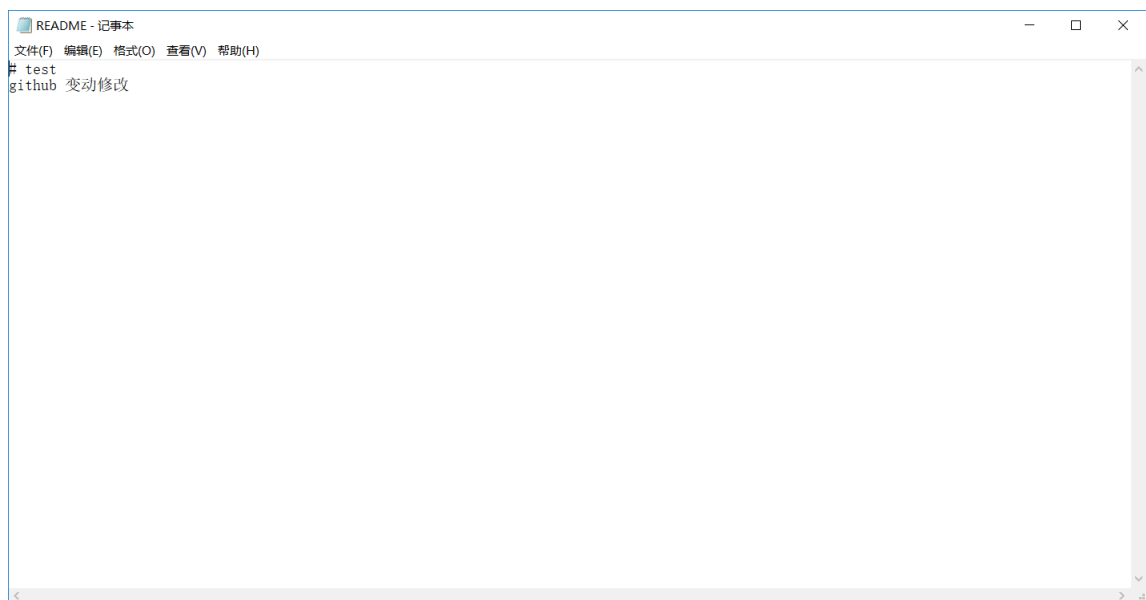 README - 记事本
文件(F) 编辑(E) 格式(O) 查看(V) 帮助(H)
# test
github 变动修改